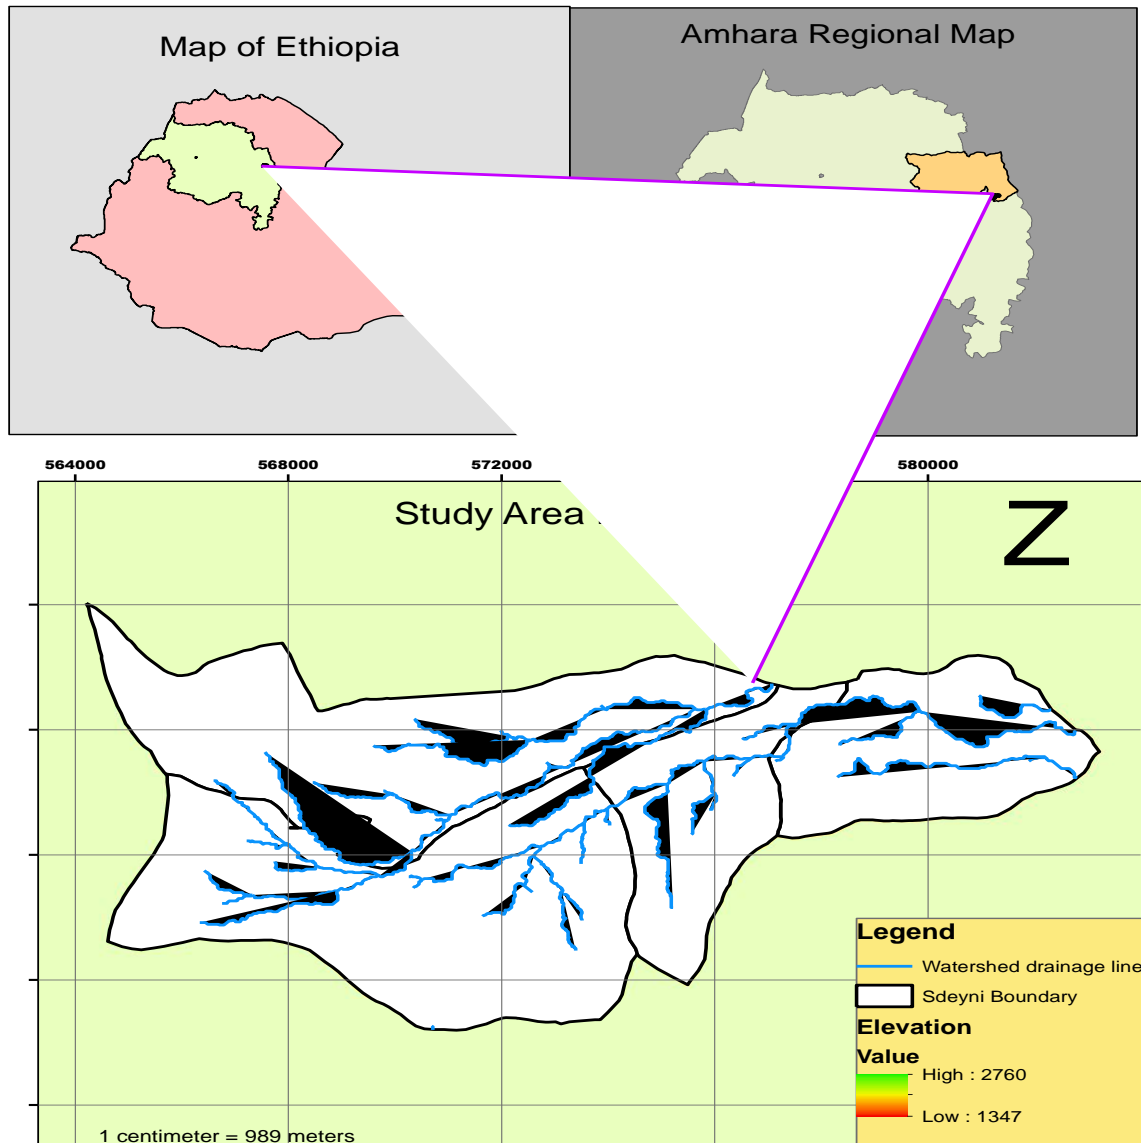 Map of Ethiopia
Amhara Regional Map
564000
568000
572000
580000
Study Area
Z
Legend
Watershed drainage line
Sdeyni Boundary
Elevation
Value
High : 2760
Low : 1347
1 centimeter = 989 meters